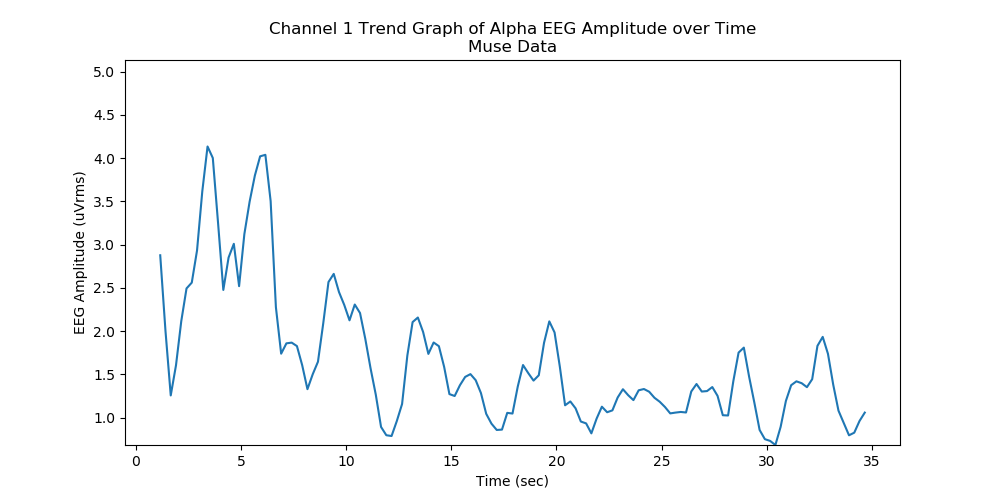 Channel 1 Trend Graph of Alpha EEG Amplitude over Time
Muse Data
EEG Amplitude (uVrms)
5.0
4.5
4.0
3.5
3.0
2.5
2.0
1.5
1.0
0 5 10 15 20 25 30 35
Time (sec)